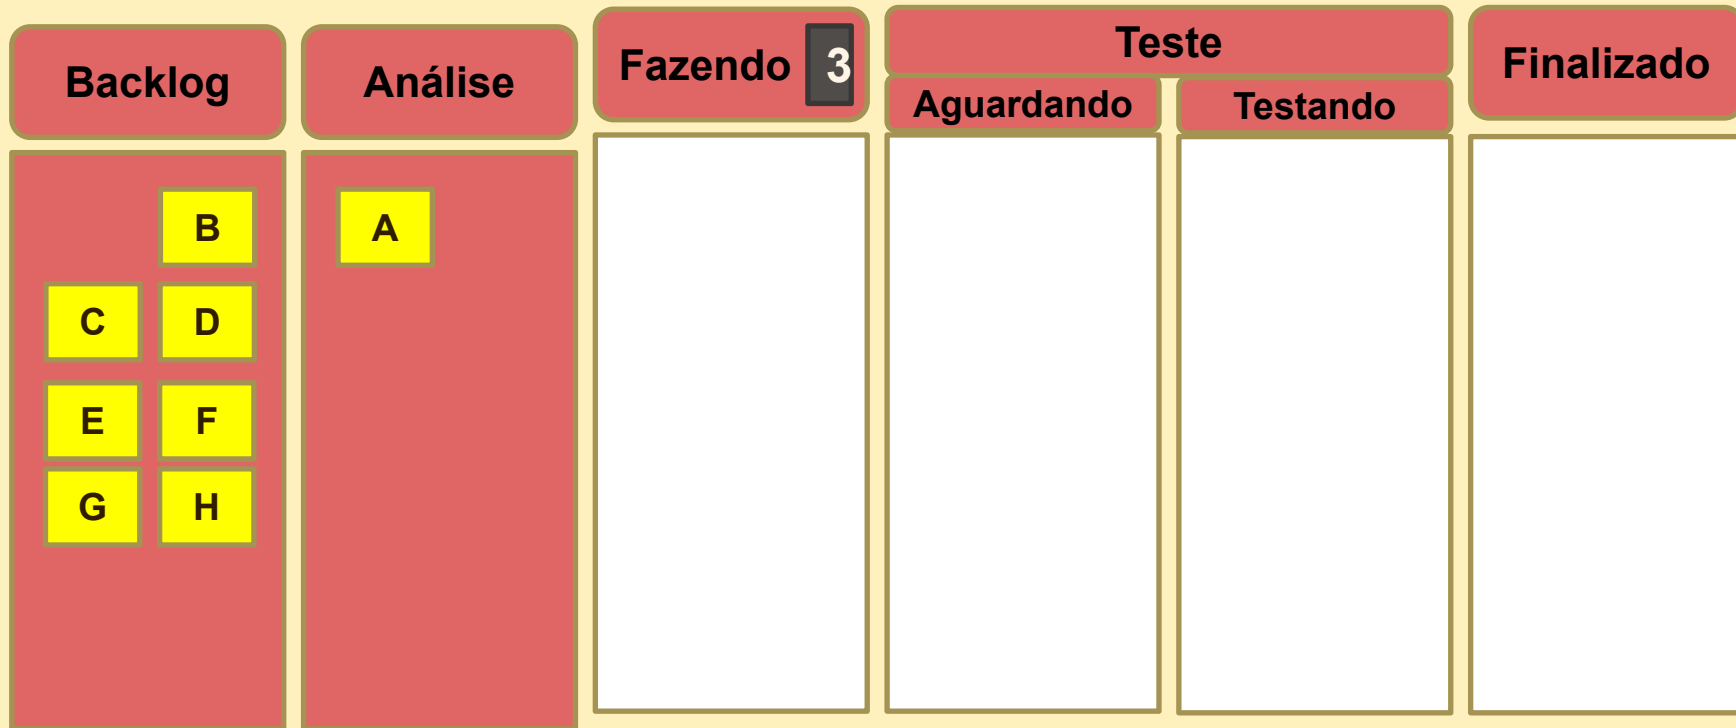 Backlog
Análise
Fazendo 3
Teste
Aguardando
Testando
Finalizado
B
A
C D
E F
G H